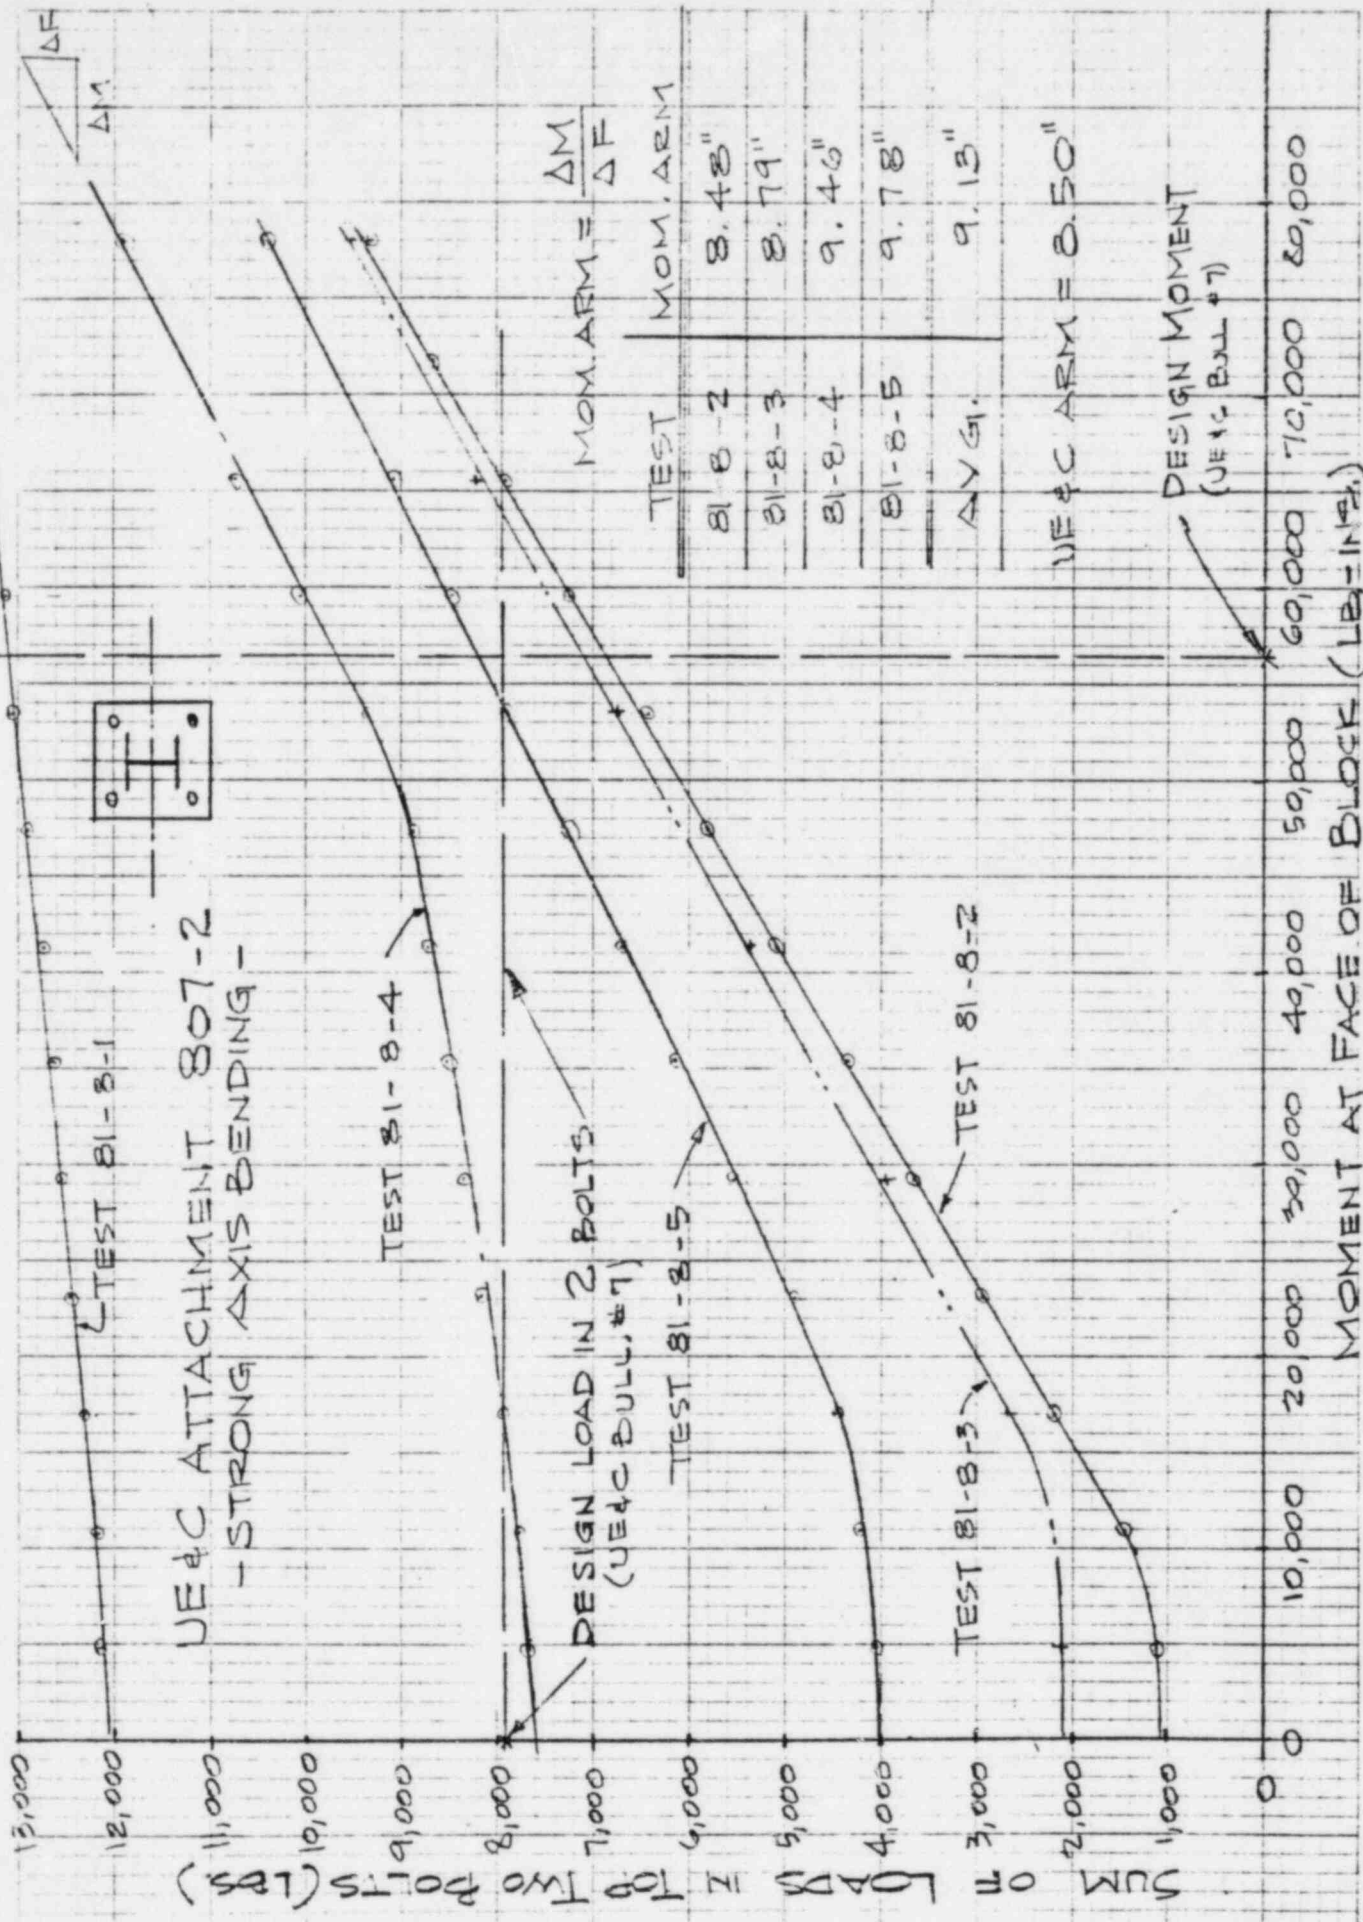 ΔF
ΔM
TEST 81-8-1
UE&C ATTACHMENT 807-2
-STRONG AXIS BENDING-
TEST 81-8-4
DESIGN LOAD IN 2 BOLTS
(UE&C BULL. #7)
TEST 81-8-5
TEST 81-8-3
TEST 81-8-2
MOM. ARM = ΔM / ΔF
TEST MOM. ARM
81-8-2 8.48"
81-8-3 8.79"
81-8-4 9.46"
81-8-5 9.78"
AVG. 9.13"
UE&C ARM = 8.50"
DESIGN MOMENT
(UE&C BULL #7)
13,000
12,000
11,000
10,000
9,000
8,000
7,000
6,000
5,000
4,000
3,000
2,000
1,000
0
SUM OF LOADS IN TOP TWO BOLTS (LBS)
0 10,000 20,000 30,000 40,000 50,000 60,000 70,000 80,000
MOMENT AT FACE OF BLOCK (LB-INS.)